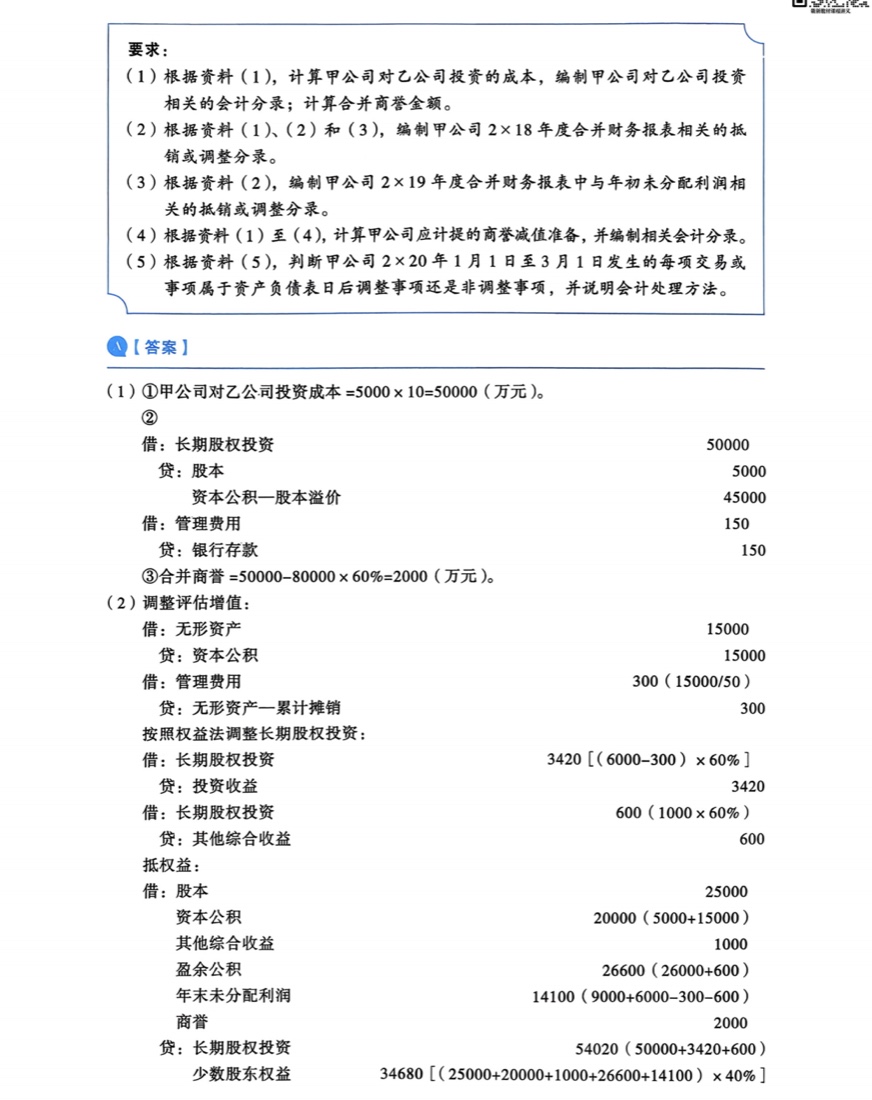 要求：
（1）根据资料（1），计算甲公司对乙公司投资的成本，编制甲公司对乙公司投资
相关的会计分录；计算合并商誉金额。
（2）根据资料（1）、（2）和（3），编制甲公司 2×18 年度合并财务报表相关的抵
销或调整分录。
（3）根据资料（2），编制甲公司 2×19 年度合并财务报表中与年初未分配利润相
关的抵销或调整分录。
（4）根据资料（1）至（4），计算甲公司应计提的商誉减值准备，并编制相关会计分录。
（5）根据资料（5），判断甲公司 2×20 年 1 月 1 日至 3 月 1 日发生的每项交易或
事项属于资产负债表日后调整事项还是非调整事项，并说明会计处理方法。
【答案】
（1）①甲公司对乙公司投资成本 =5000×10=50000（万元）。
②
借：长期股权投资 50000
贷：股本 5000
资本公积—股本溢价 45000
借：管理费用 150
贷：银行存款 150
③合并商誉 =50000-80000×60%=2000（万元）。
（2）调整评估增值：
借：无形资产 15000
贷：资本公积 15000
借：管理费用 300（15000/50）
贷：无形资产—累计摊销 300
按照权益法调整长期股权投资：
借：长期股权投资 3420［（6000-300）×60%］
贷：投资收益 3420
借：长期股权投资 600（1000×60%）
贷：其他综合收益 600
抵权益：
借：股本 25000
资本公积 20000（5000+15000）
其他综合收益 1000
盈余公积 26600（26000+600）
年末未分配利润 14100（9000+6000-300-600）
商誉 2000
贷：长期股权投资 54020（50000+3420+600）
少数股东权益 34680［（25000+20000+1000+26600+14100）×40%］